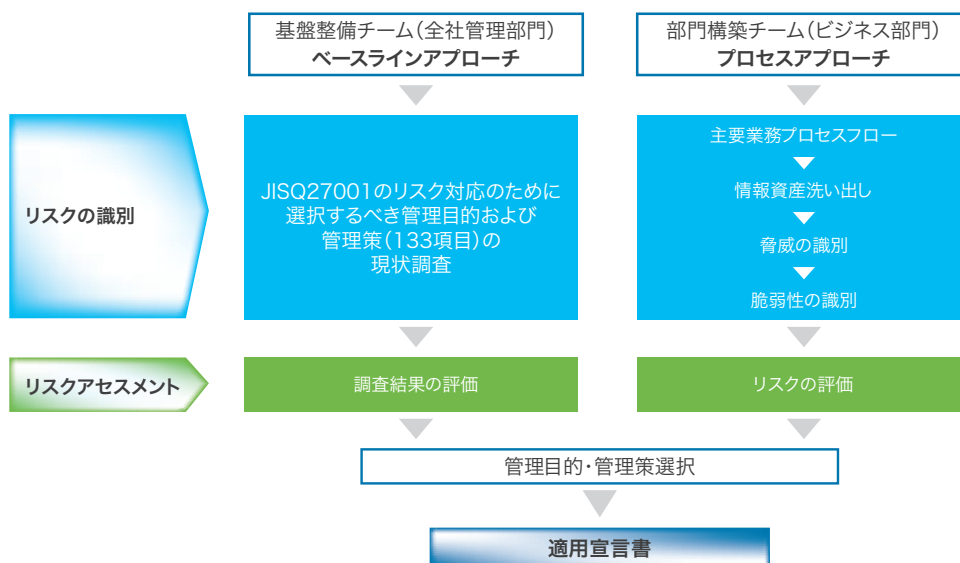 基盤整備チーム(全社管理部門)
ベースラインアプローチ
部門構築チーム(ビジネス部門)
プロセスアプローチ
リスクの識別
JISQ27001のリスク対応のために
選択するべき管理目的および
管理策(133項目)の
現状調査
主要業務プロセスフロー
情報資産洗い出し
脅威の識別
脆弱性の識別
リスクアセスメント
調査結果の評価
リスクの評価
管理目的・管理策選択
適用宣言書